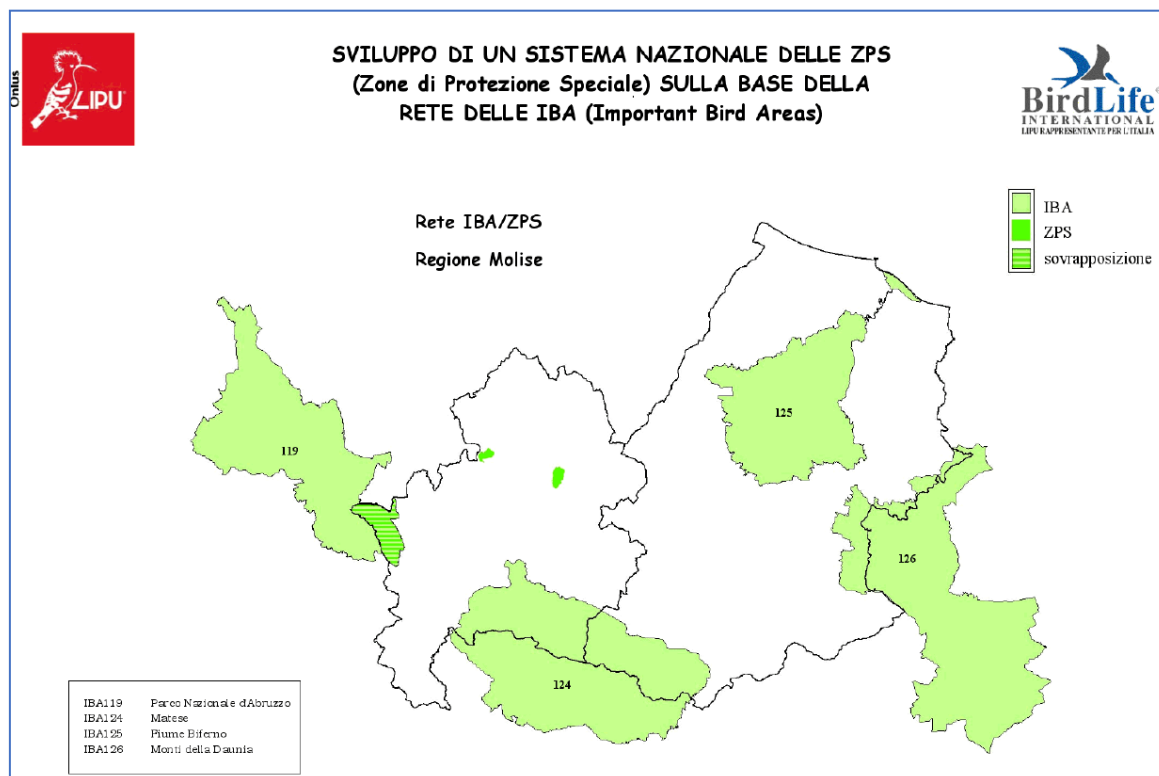 Onlus
LIPU
SVILUPPO DI UN SISTEMA NAZIONALE DELLE ZPS
(Zone di Protezione Speciale) SULLA BASE DELLA
RETE DELLE IBA (Important Bird Areas)
BirdLife
INTERNATIONAL
LIPU RAPPRESENTANTE PER L'ITALIA
Rete IBA/ZPS
Regione Molise
IBA
ZPS
sovrapposizione
119
125
126
124
IBA119 Parco Nazionale d'Abruzzo
IBA124 Matese
IBA125 Fiume Biferno
IBA126 Monti della Daunia